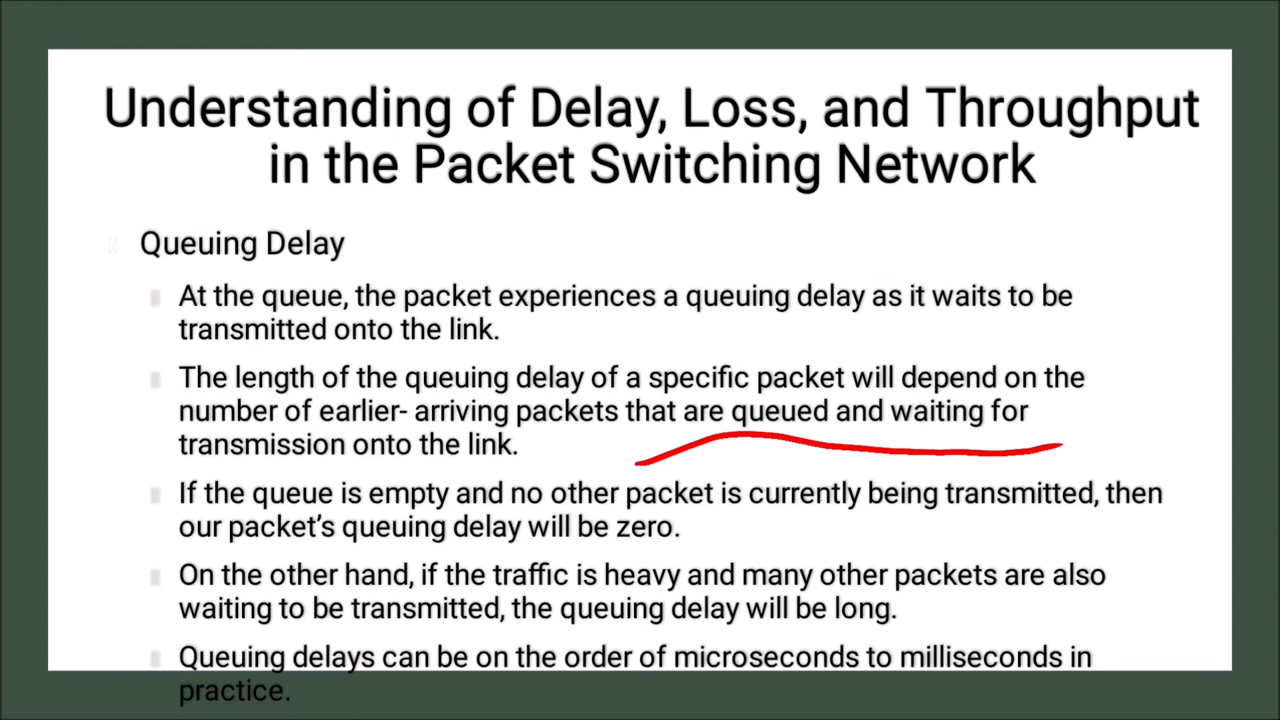 Understanding of Delay, Loss, and Throughput
in the Packet Switching Network
Queuing Delay
At the queue, the packet experiences a queuing delay as it waits to be
transmitted onto the link.
The length of the queuing delay of a specific packet will depend on the
number of earlier- arriving packets that are queued and waiting for
transmission onto the link.
If the queue is empty and no other packet is currently being transmitted, then
our packet’s queuing delay will be zero.
On the other hand, if the traffic is heavy and many other packets are also
waiting to be transmitted, the queuing delay will be long.
Queuing delays can be on the order of microseconds to milliseconds in
practice.